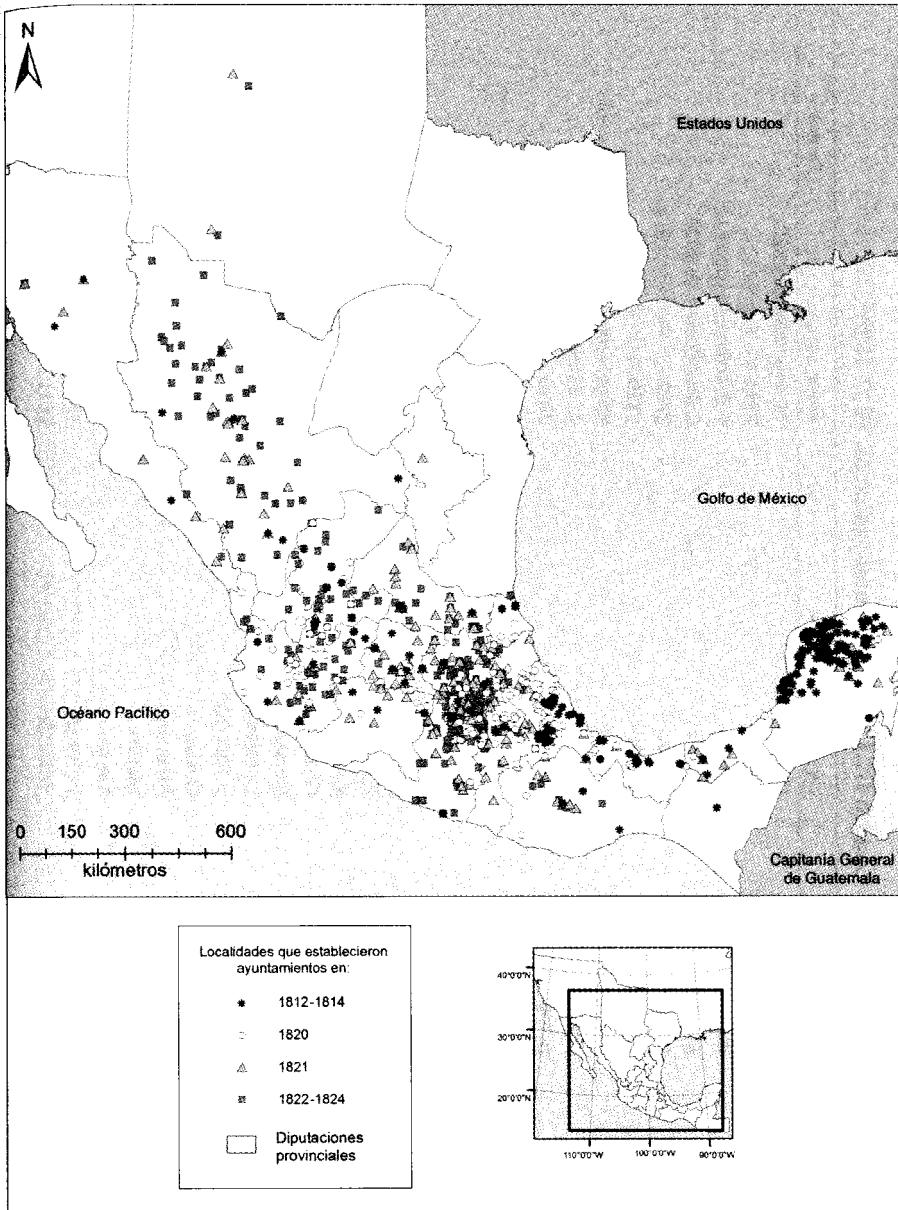 N
Estados Unidos
Golfo de México
Océano Pacífico
0 150 300 600
kilómetros
Capitanía General
de Guatemala
Localidades que establecieron
ayuntamientos en:
1812-1814
1820
1821
1822-1824
Diputaciones
provinciales
40°0'0"N
30°0'0"N
20°0'0"N
110°0'0"W 100°0'0"W 90°0'0"W